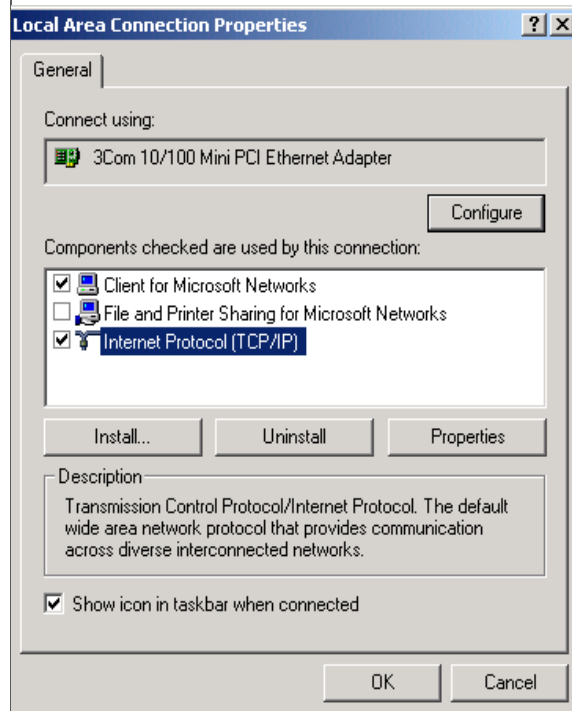 Local Area Connection Properties
General
Connect using:
3Com 10/100 Mini PCI Ethernet Adapter
Configure
Components checked are used by this connection:
Client for Microsoft Networks
File and Printer Sharing for Microsoft Networks
Internet Protocol (TCP/IP)
Install... Uninstall Properties
Description
Transmission Control Protocol/Internet Protocol. The default
wide area network protocol that provides communication
across diverse interconnected networks.
Show icon in taskbar when connected
OK Cancel